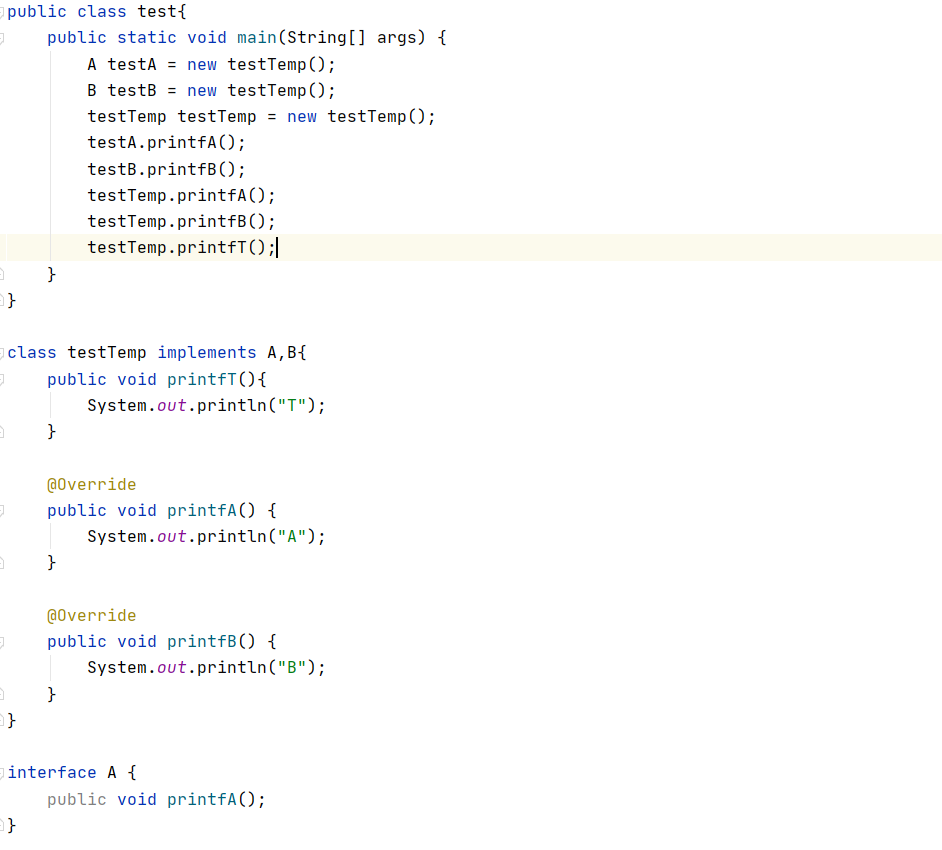 public class test{
    public static void main(String[] args) {
        A testA = new testTemp();
        B testB = new testTemp();
        testTemp testTemp = new testTemp();
        testA.printfA();
        testB.printfB();
        testTemp.printfA();
        testTemp.printfB();
        testTemp.printfT();
    }
}

class testTemp implements A,B{
    public void printfT(){
        System.out.println("T");
    }

    @Override
    public void printfA() {
        System.out.println("A");
    }

    @Override
    public void printfB() {
        System.out.println("B");
    }
}

interface A {
    public void printfA();
}